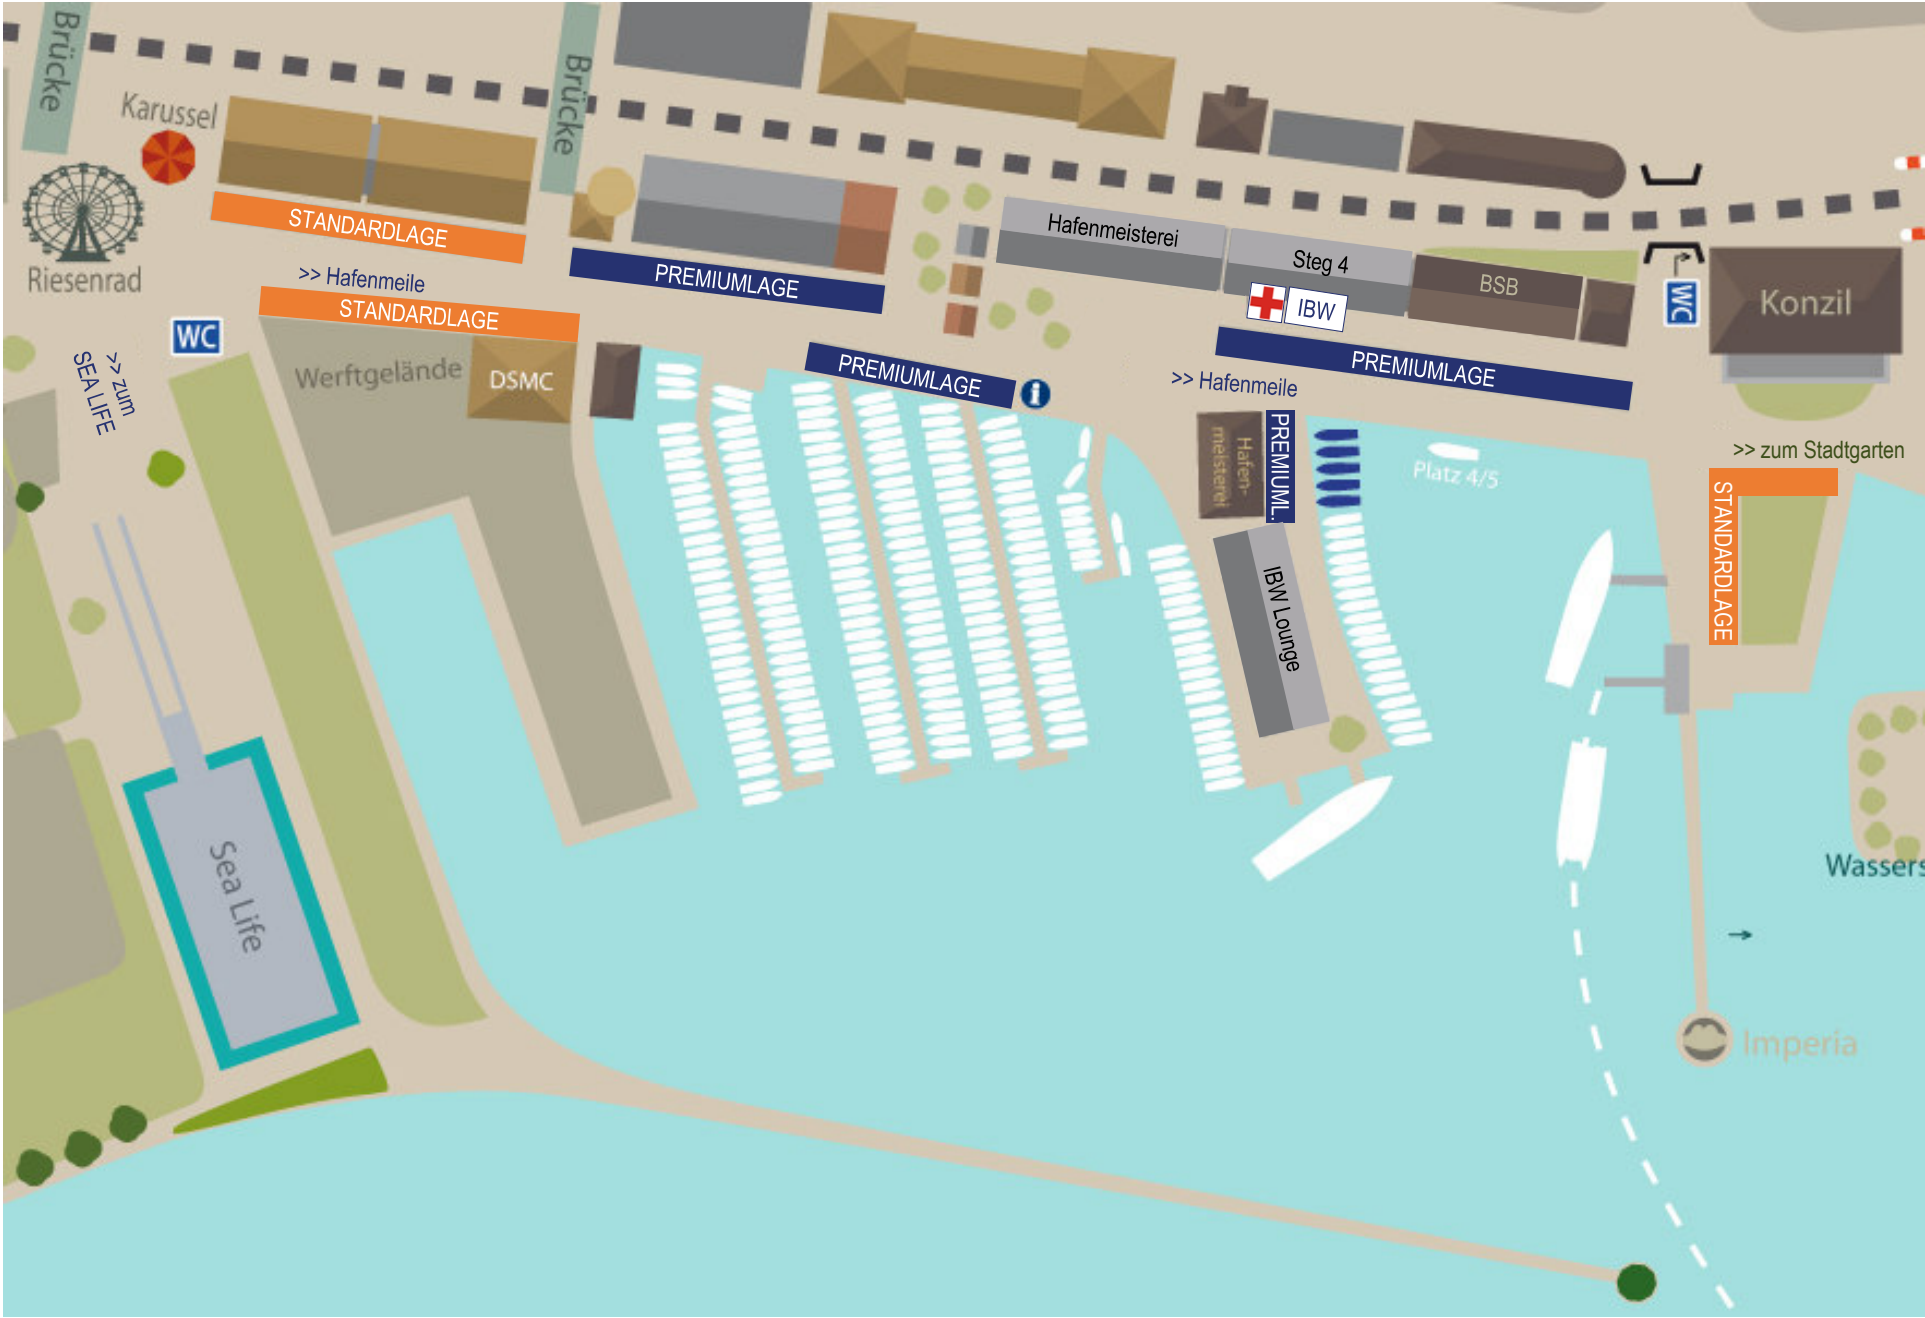 Brücke
Brücke
Karussel
STANDARDLAGE
Riesenrad
>> Hafenmeile
STANDARDLAGE
WC
PREMIUMLAGE
Hafenmeisterei
Steg 4
IBW
BSB
WC
Konzil
>> zum
SEA LIFE
Werftgelände
DSMC
PREMIUMLAGE
i
>> Hafenmeile
PREMIUMLAGE
Hafen-
meisterei
PREMIUML.
Platz 4/5
>> zum Stadtgarten
STANDARDLAGE
IBW Lounge
Sea Life
Wassers
Imperia